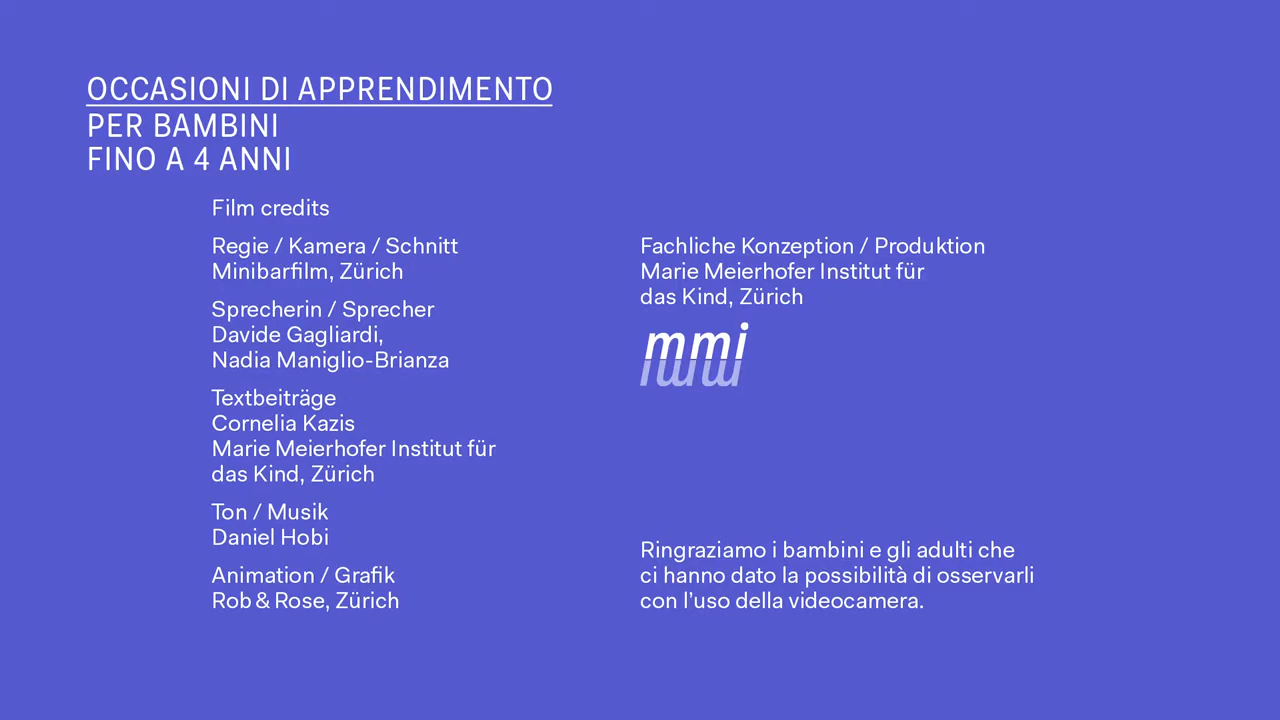 OCCASIONI DI APPRENDIMENTO
PER BAMBINI
FINO A 4 ANNI
Film credits
Regie / Kamera / Schnitt
Minibarfilm, Zürich
Sprecherin / Sprecher
Davide Gagliardi,
Nadia Maniglio-Brianza
Textbeiträge
Cornelia Kazis
Marie Meierhofer Institut für
das Kind, Zürich
Ton / Musik
Daniel Hobi
Animation / Grafik
Rob & Rose, Zürich
Fachliche Konzeption / Produktion
Marie Meierhofer Institut für
das Kind, Zürich
mmi
Ringraziamo i bambini e gli adulti che
ci hanno dato la possibilità di osservarli
con l’uso della videocamera.